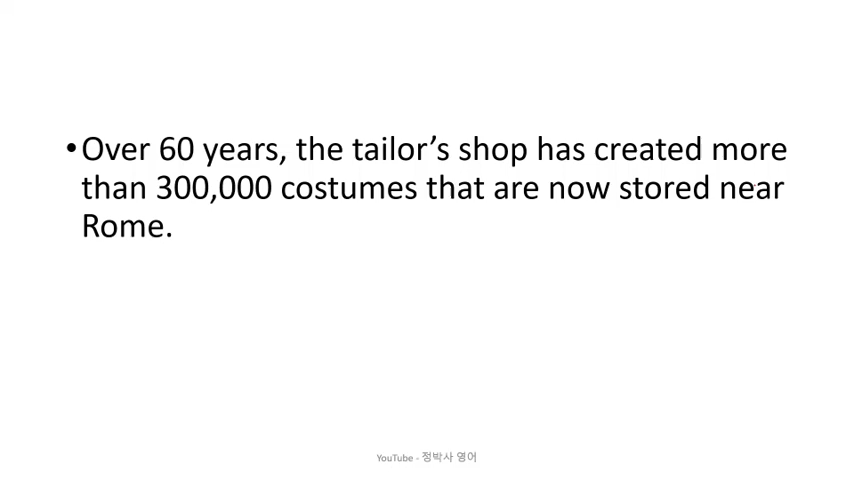 •Over 60 years, the tailor’s shop has created more
than 300,000 costumes that are now stored near
Rome.
YouTube - 정박사 영어